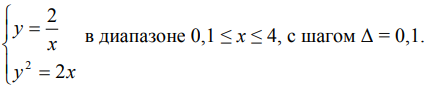 y = 2/x
y² = 2x
в диапазоне 0,1 ≤ x ≤ 4, с шагом Δ = 0,1.